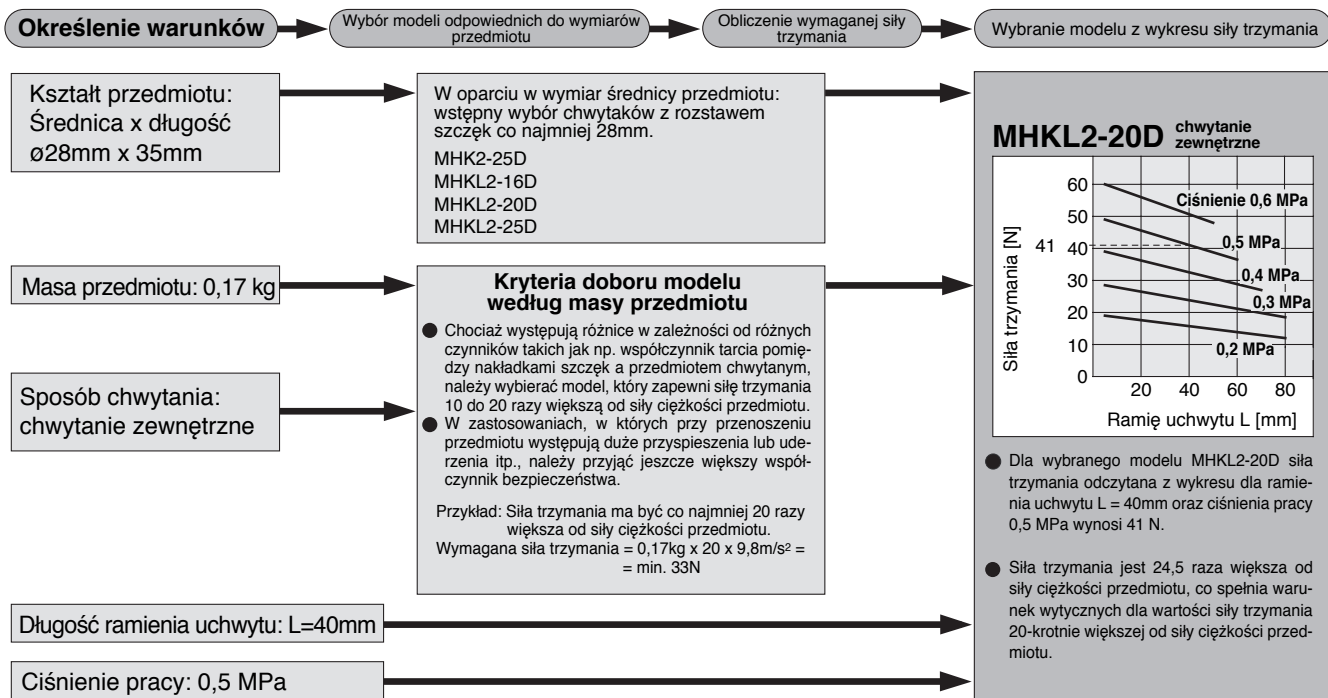 Określenie warunków
Wybór modeli odpowiednich do wymiarów
przedmiotu
Obliczenie wymaganej siły
trzymania
Wybranie modelu z wykresu siły trzymania
Kształt przedmiotu:
Średnica x długość
ø28mm x 35mm
W oparciu w wymiar średnicy przedmiotu:
wstępny wybór chwytaków z rozstawem
szczęk co najmniej 28mm.
MHK2-25D
MHKL2-16D
MHKL2-20D
MHKL2-25D
Masa przedmiotu: 0,17 kg
Sposób chwytania:
chwytanie zewnętrzne
Kryteria doboru modelu
według masy przedmiotu
● Chociaż występują różnice w zależności od różnych
czynników takich jak np. współczynnik tarcia pomię-
dzy nakładkami szczęk a przedmiotem chwytanym,
należy wybierać model, który zapewni siłę trzymania
10 do 20 razy większą od siły ciężkości przedmiotu.
● W zastosowaniach, w których przy przenoszeniu
przedmiotu występują duże przyspieszenia lub ude-
rzenia itp., należy przyjąć jeszcze większy współ-
czynnik bezpieczeństwa.
Przykład: Siła trzymania ma być co najmniej 20 razy
większa od siły ciężkości przedmiotu.
Wymagana siła trzymania = 0,17kg x 20 x 9,8m/s² =
= min. 33N
Długość ramienia uchwytu: L=40mm
Ciśnienie pracy: 0,5 MPa
MHKL2-20D chwytanie
zewnętrzne
Siła trzymania [N]
60
50
41
40
30
20
10
0
Ciśnienie 0,6 MPa
0,5 MPa
0,4 MPa
0,3 MPa
0,2 MPa
20 40 60 80
Ramię uchwytu L [mm]
● Dla wybranego modelu MHKL2-20D siła
trzymania odczytana z wykresu dla ramie-
nia uchwytu L = 40mm oraz ciśnienia pracy
0,5 MPa wynosi 41 N.
● Siła trzymania jest 24,5 raza większa od
siły ciężkości przedmiotu, co spełnia waru-
nek wytycznych dla wartości siły trzymania
20-krotnie większej od siły ciężkości przed-
miotu.